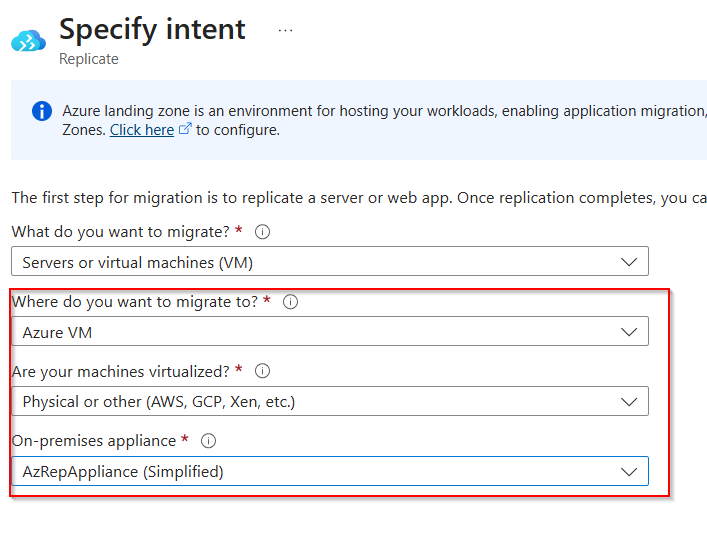 Specify intent ...
Replicate
Azure landing zone is an environment for hosting your workloads, enabling application migration,
Zones. Click here to configure.
The first step for migration is to replicate a server or web app. Once replication completes, you ca
What do you want to migrate? *
Servers or virtual machines (VM)
Where do you want to migrate to? *
Azure VM
Are your machines virtualized? *
Physical or other (AWS, GCP, Xen, etc.)
On-premises appliance *
AzRepAppliance (Simplified)